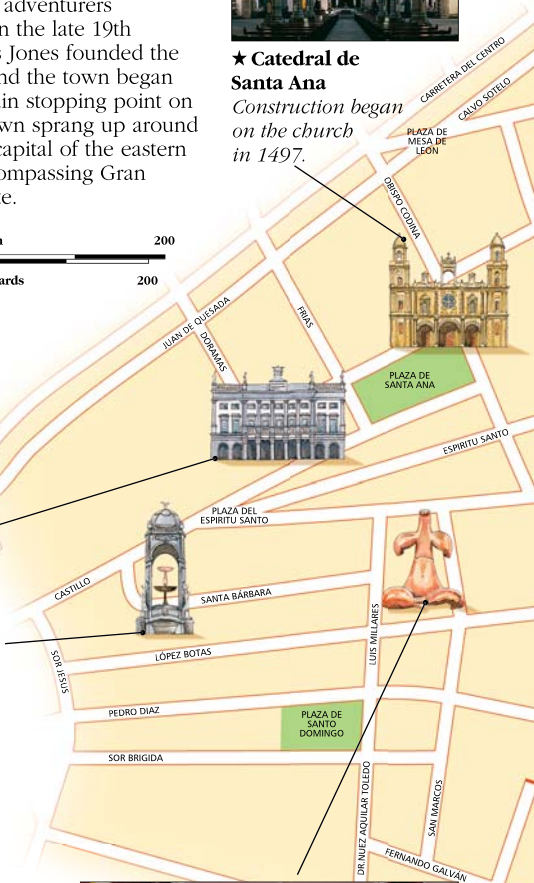 adventurers
n the late 19th
s Jones founded the
nd the town began
in stopping point on
wn sprang up around
capital of the eastern
ompassing Gran
e.
200
ards
200
★ Catedral de
Santa Ana
Construction began
on the church
in 1497.
CARRETERA DEL CENTRO
CALVO SOTELO
PLAZA DE
MESA DE
LEON
OBISPO CODINA
JUAN DE QUESADA
DORAMAS
FRIAS
PLAZA DE
SANTA ANA
ESPIRITU SANTO
PLAZA DEL
ESPIRITU SANTO
CASTILLO
SANTA BÁRBARA
LUIS MILLARES
SOR JESUS
LÓPEZ BOTAS
PEDRO DIAZ
PLAZA DE
SANTO
DOMINGO
SOR BRIGIDA
DR.NUEZ AQUILAR TOLEDO
SAN MARCOS
FERNANDO GALVÁN